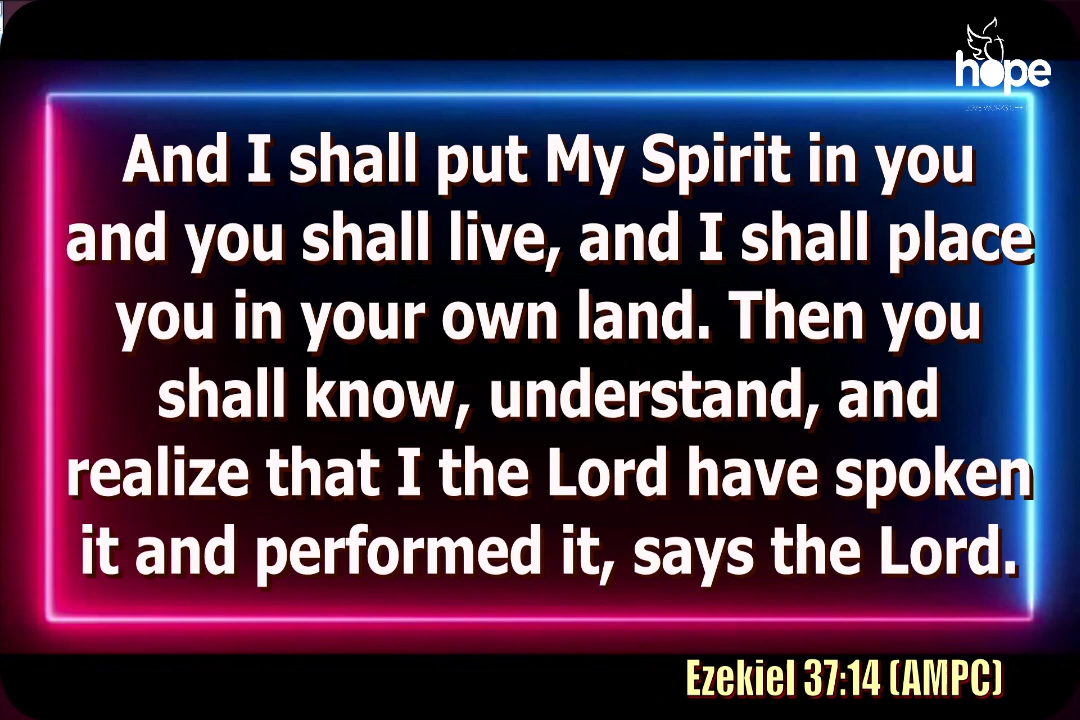 hope
And I shall put My Spirit in you
and you shall live, and I shall place
you in your own land. Then you
shall know, understand, and
realize that I the Lord have spoken
it and performed it, says the Lord.
Ezekiel 37:14 (AMPC)